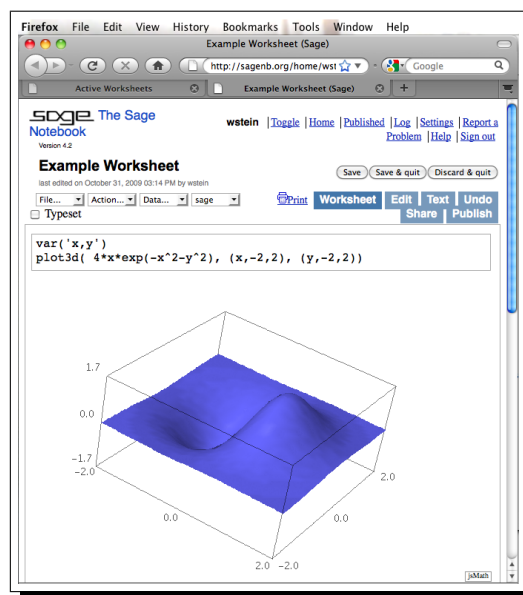 Firefox File Edit View History Bookmarks Tools Window Help
Example Worksheet (Sage)
http://sagenb.org/home/wst
Google
Active Worksheets
Example Worksheet (Sage)
SAGE The Sage Notebook
Version 4.2
wstein | Toggle | Home | Published | Log | Settings | Report a Problem | Help | Sign out
Example Worksheet
last edited on October 31, 2009 03:14 PM by wstein
Save Save & quit Discard & quit
File... Action... Data... sage
Print Worksheet Edit Text Undo
Share Publish
Typeset
var('x,y')
plot3d( 4*x*exp(-x^2-y^2), (x,-2,2), (y,-2,2))
1.7
0.0
−1.7
−2.0
2.0
0.0
0.0
2.0 −2.0
jsMath